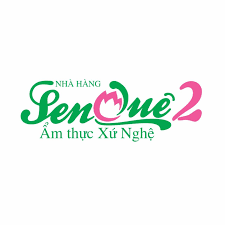 NHÀ HÀNG
Sen Quê 2
Ẩm thực Xứ Nghệ